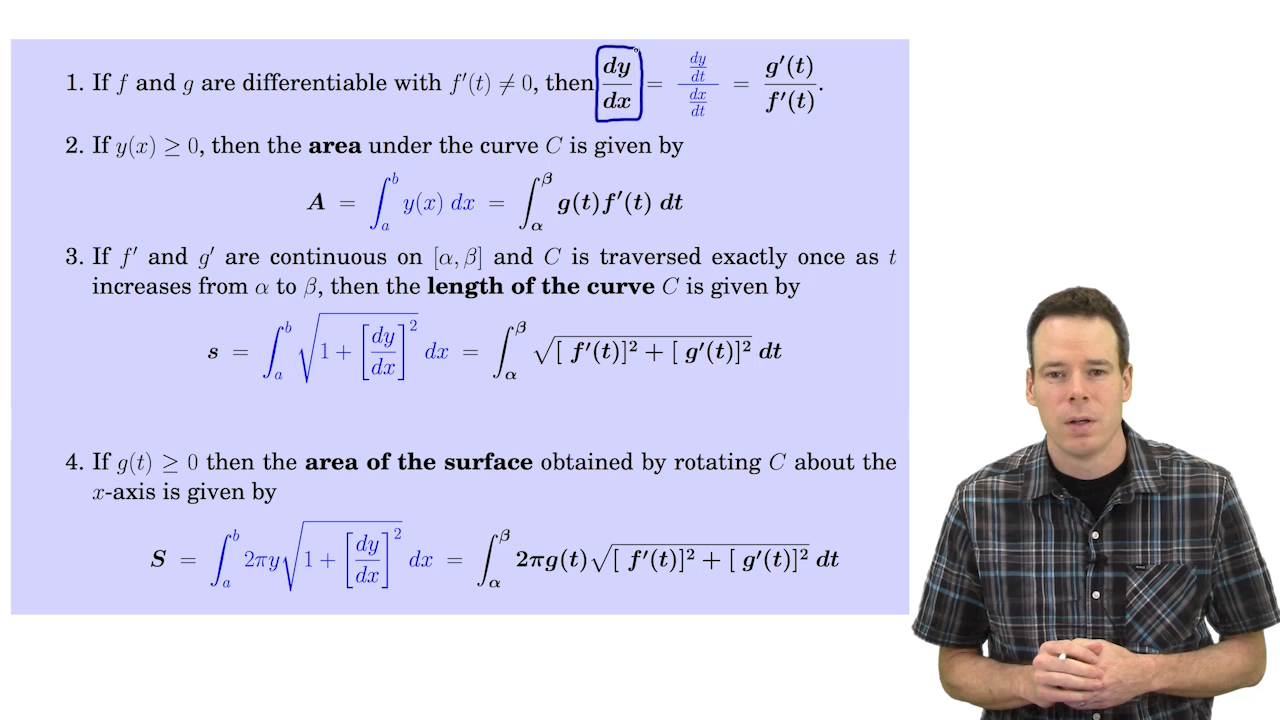 1. If f and g are differentiable with f′(t) ≠ 0, then dy/dx = (dy/dt)/(dx/dt) = g′(t)/f′(t).
2. If y(x) ≥ 0, then the area under the curve C is given by
A = ∫_a^b y(x) dx = ∫_α^β g(t)f′(t) dt
3. If f′ and g′ are continuous on [α, β] and C is traversed exactly once as t
increases from α to β, then the length of the curve C is given by
s = ∫_a^b √(1 + [dy/dx]²) dx = ∫_α^β √([ f′(t)]² + [ g′(t)]²) dt
4. If g(t) ≥ 0 then the area of the surface obtained by rotating C about the
x-axis is given by
S = ∫_a^b 2πy√(1 + [dy/dx]²) dx = ∫_α^β 2πg(t)√([ f′(t)]² + [ g′(t)]²) dt